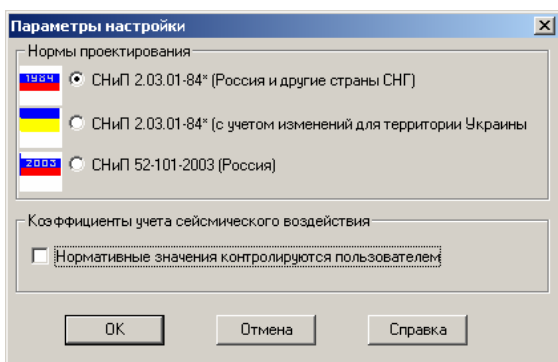 Параметры настройки
Нормы проектирования
1984 СНиП 2.03.01-84* (Россия и другие страны СНГ)
СНиП 2.03.01-84* (с учетом изменений для территории Украины
2003 СНиП 52-101-2003 (Россия)
Коэффициенты учета сейсмического воздействия
Нормативные значения контролируются пользователем
ОК
Отмена
Справка